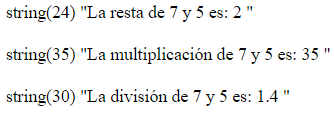 string(24) "La resta de 7 y 5 es: 2 "
string(35) "La multiplicación de 7 y 5 es: 35 "
string(30) "La división de 7 y 5 es: 1.4 "